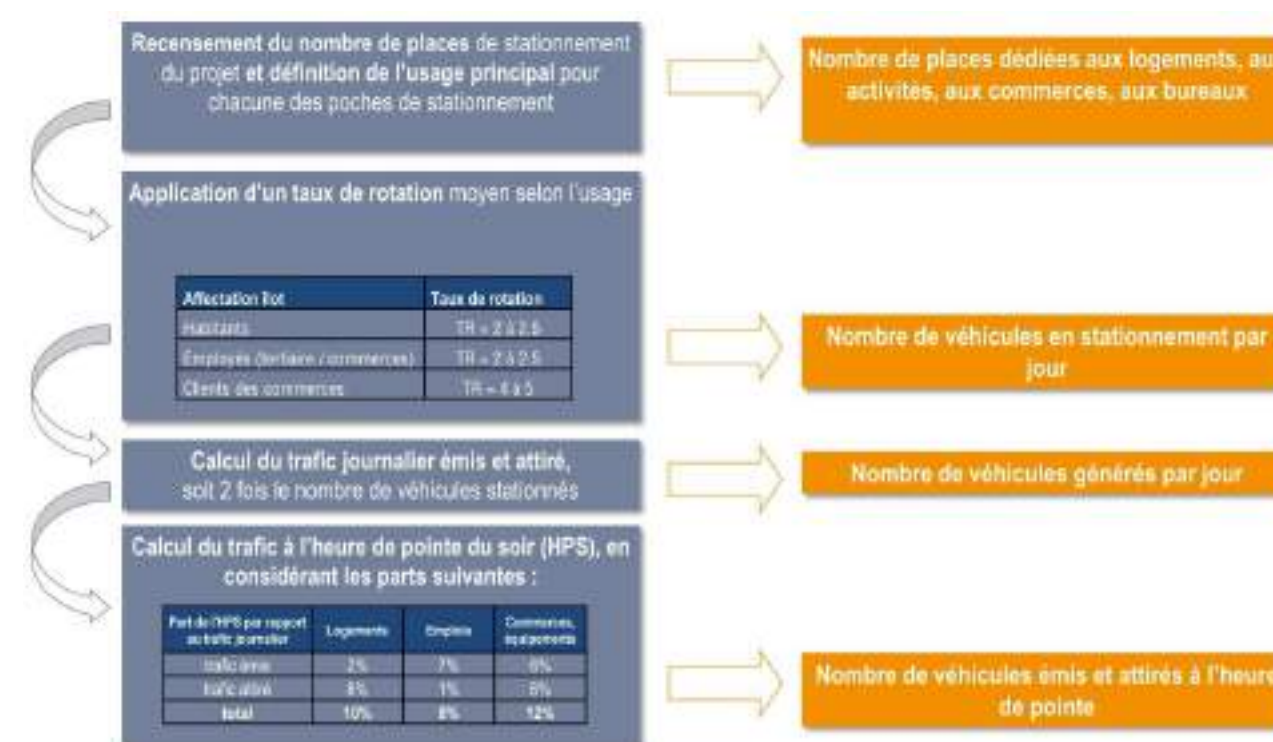 Recensement du nombre de places de stationnement
du projet et définition de l'usage principal pour
chacune des poches de stationnement
Nombre de places dédiées aux logements, au
activités, aux commerces, aux bureaux
Application d'un taux de rotation moyen selon l'usage
Affectation îlot Taux de rotation
Habitants TR = 2 à 2.5
Employés (tertiaire / commerces) TR = 2 à 2.5
Clients des commerces TR = 4 à 5
Nombre de véhicules en stationnement par
jour
Calcul du trafic journalier émis et attiré,
soit 2 fois le nombre de véhicules stationnés
Nombre de véhicules générés par jour
Calcul du trafic à l'heure de pointe du soir (HPS), en
considérant les parts suivantes :
Part de l'HPS par rapport
au trafic journalier
Logements Emplois Commerces,
équipements
trafic émis 2% 7% 6%
trafic attiré 8% 1% 6%
total 10% 8% 12%
Nombre de véhicules émis et attirés à l'heure
de pointe